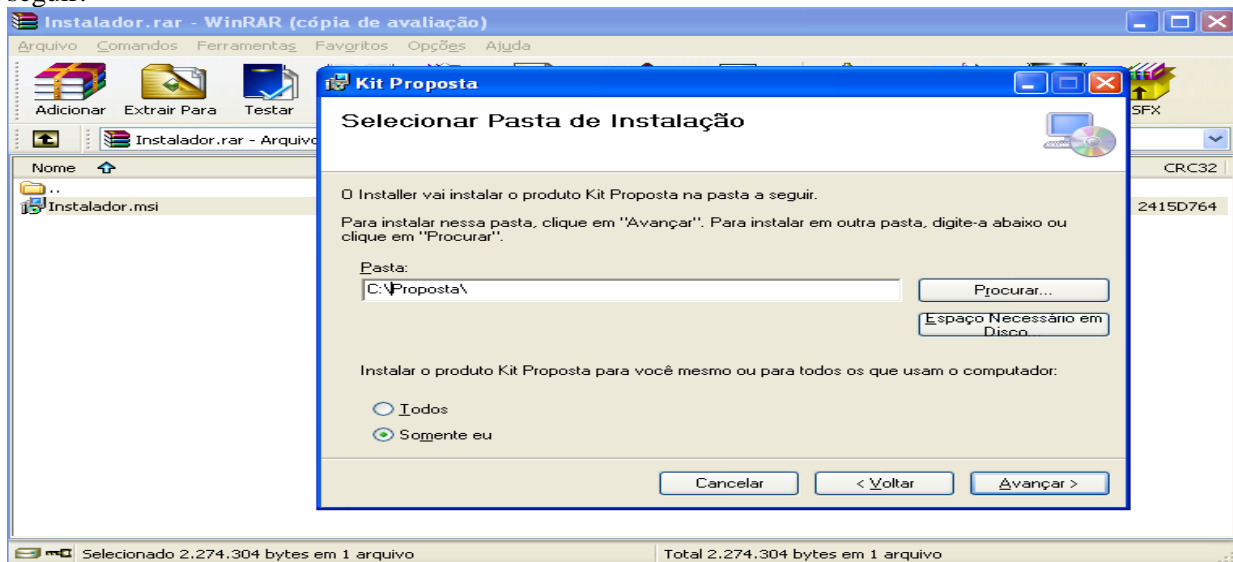 seguir:
Instalador.rar - WinRAR (cópia de avaliação)
Arquivo Comandos Ferramentas Favoritos Opções Ajuda
Adicionar Extrair Para Testar SFX
Instalador.rar - Arquivo
Nome CRC32
..
Instalador.msi 2415D764
Kit Proposta
Selecionar Pasta de Instalação
O Installer vai instalar o produto Kit Proposta na pasta a seguir.
Para instalar nessa pasta, clique em "Avançar". Para instalar em outra pasta, digite-a abaixo ou
clique em "Procurar".
Pasta:
C:\Proposta\
Procurar...
Espaço Necessário em
Disco...
Instalar o produto Kit Proposta para você mesmo ou para todos os que usam o computador:
Todos
Somente eu
Cancelar < Voltar Avançar >
Selecionado 2.274.304 bytes em 1 arquivo Total 2.274.304 bytes em 1 arquivo